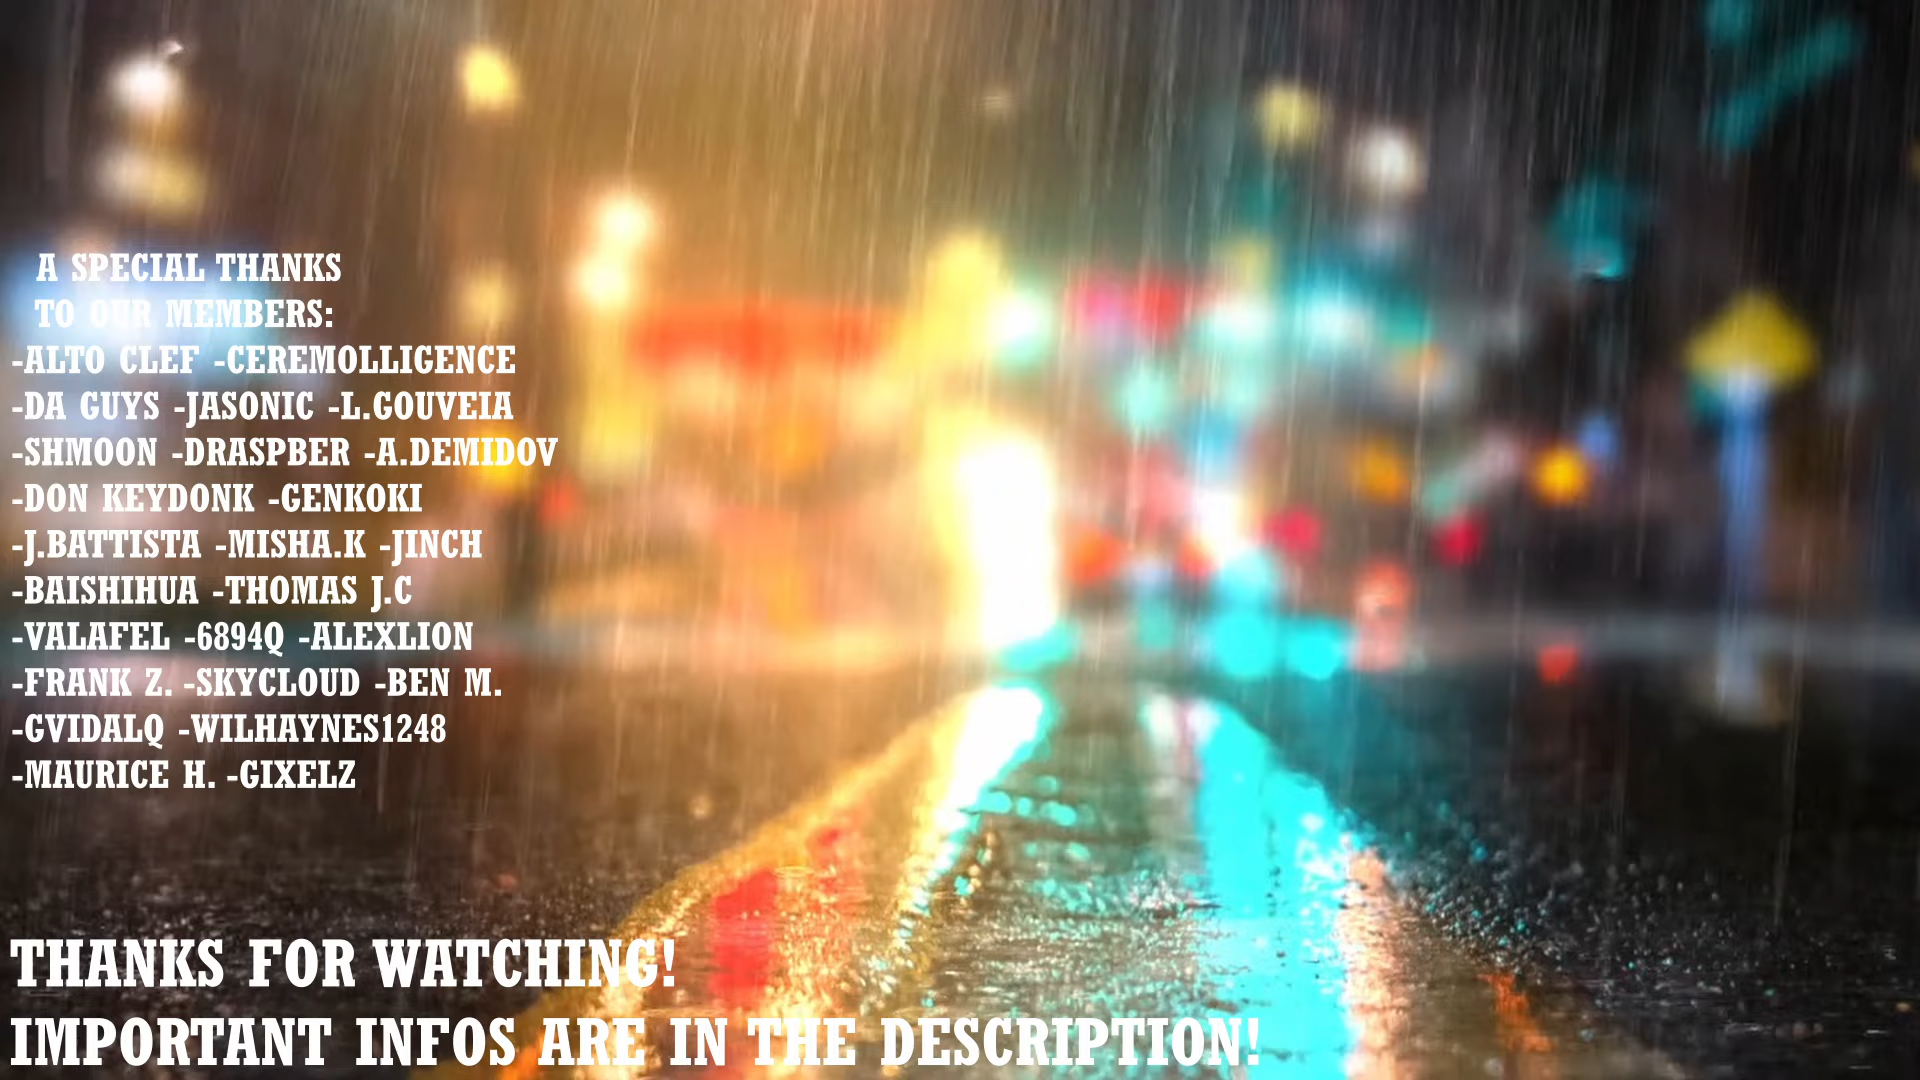 A SPECIAL THANKS
TO OUR MEMBERS:
-ALTO CLEF -CEREMOLLIGENCE
-DA GUYS -JASONIC -L.GOUVEIA
-SHMOON -DRASPBER -A.DEMIDOV
-DON KEYDONK -GENKOKI
-J.BATTISTA -MISHA.K -JINCH
-BAISHIHUA -THOMAS J.C
-VALAFEL -6894Q -ALEXLION
-FRANK Z. -SKYCLOUD -BEN M.
-GVIDALQ -WILHAYNES1248
-MAURICE H. -GIXELZ
THANKS FOR WATCHING!
IMPORTANT INFOS ARE IN THE DESCRIPTION!